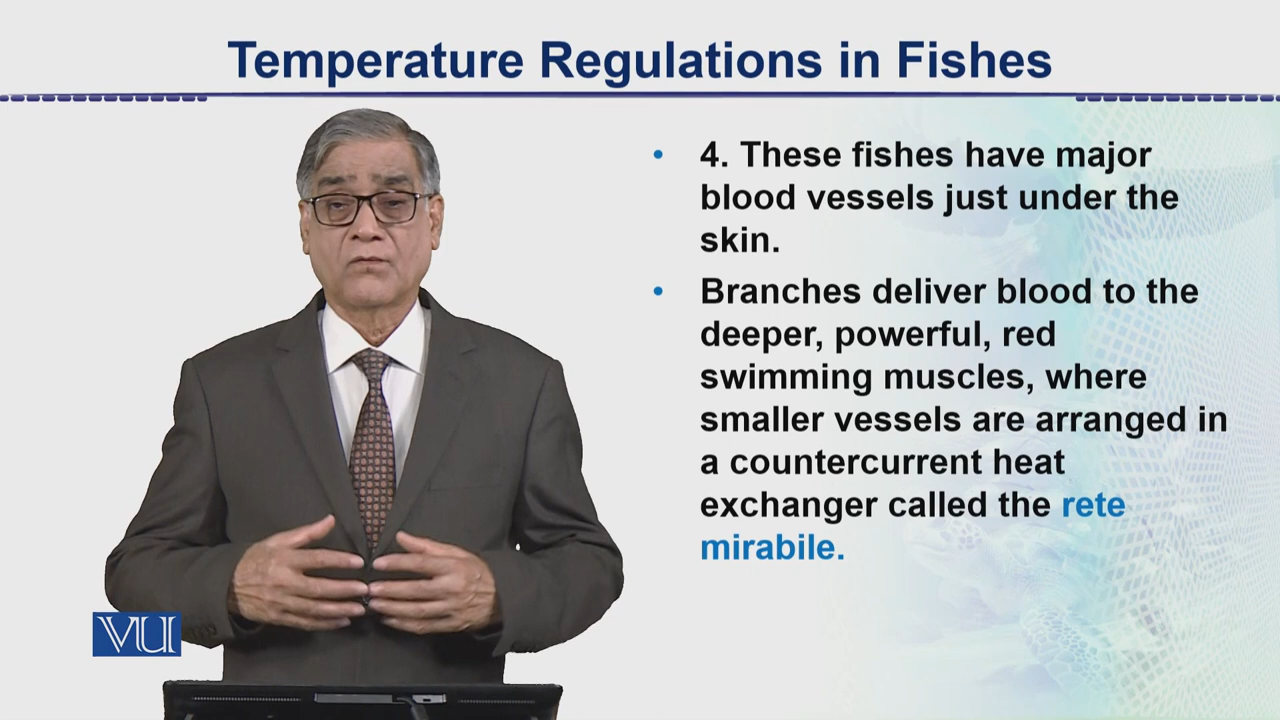 Temperature Regulations in Fishes
• 4. These fishes have major
blood vessels just under the
skin.
• Branches deliver blood to the
deeper, powerful, red
swimming muscles, where
smaller vessels are arranged in
a countercurrent heat
exchanger called the rete
mirabile.
VU